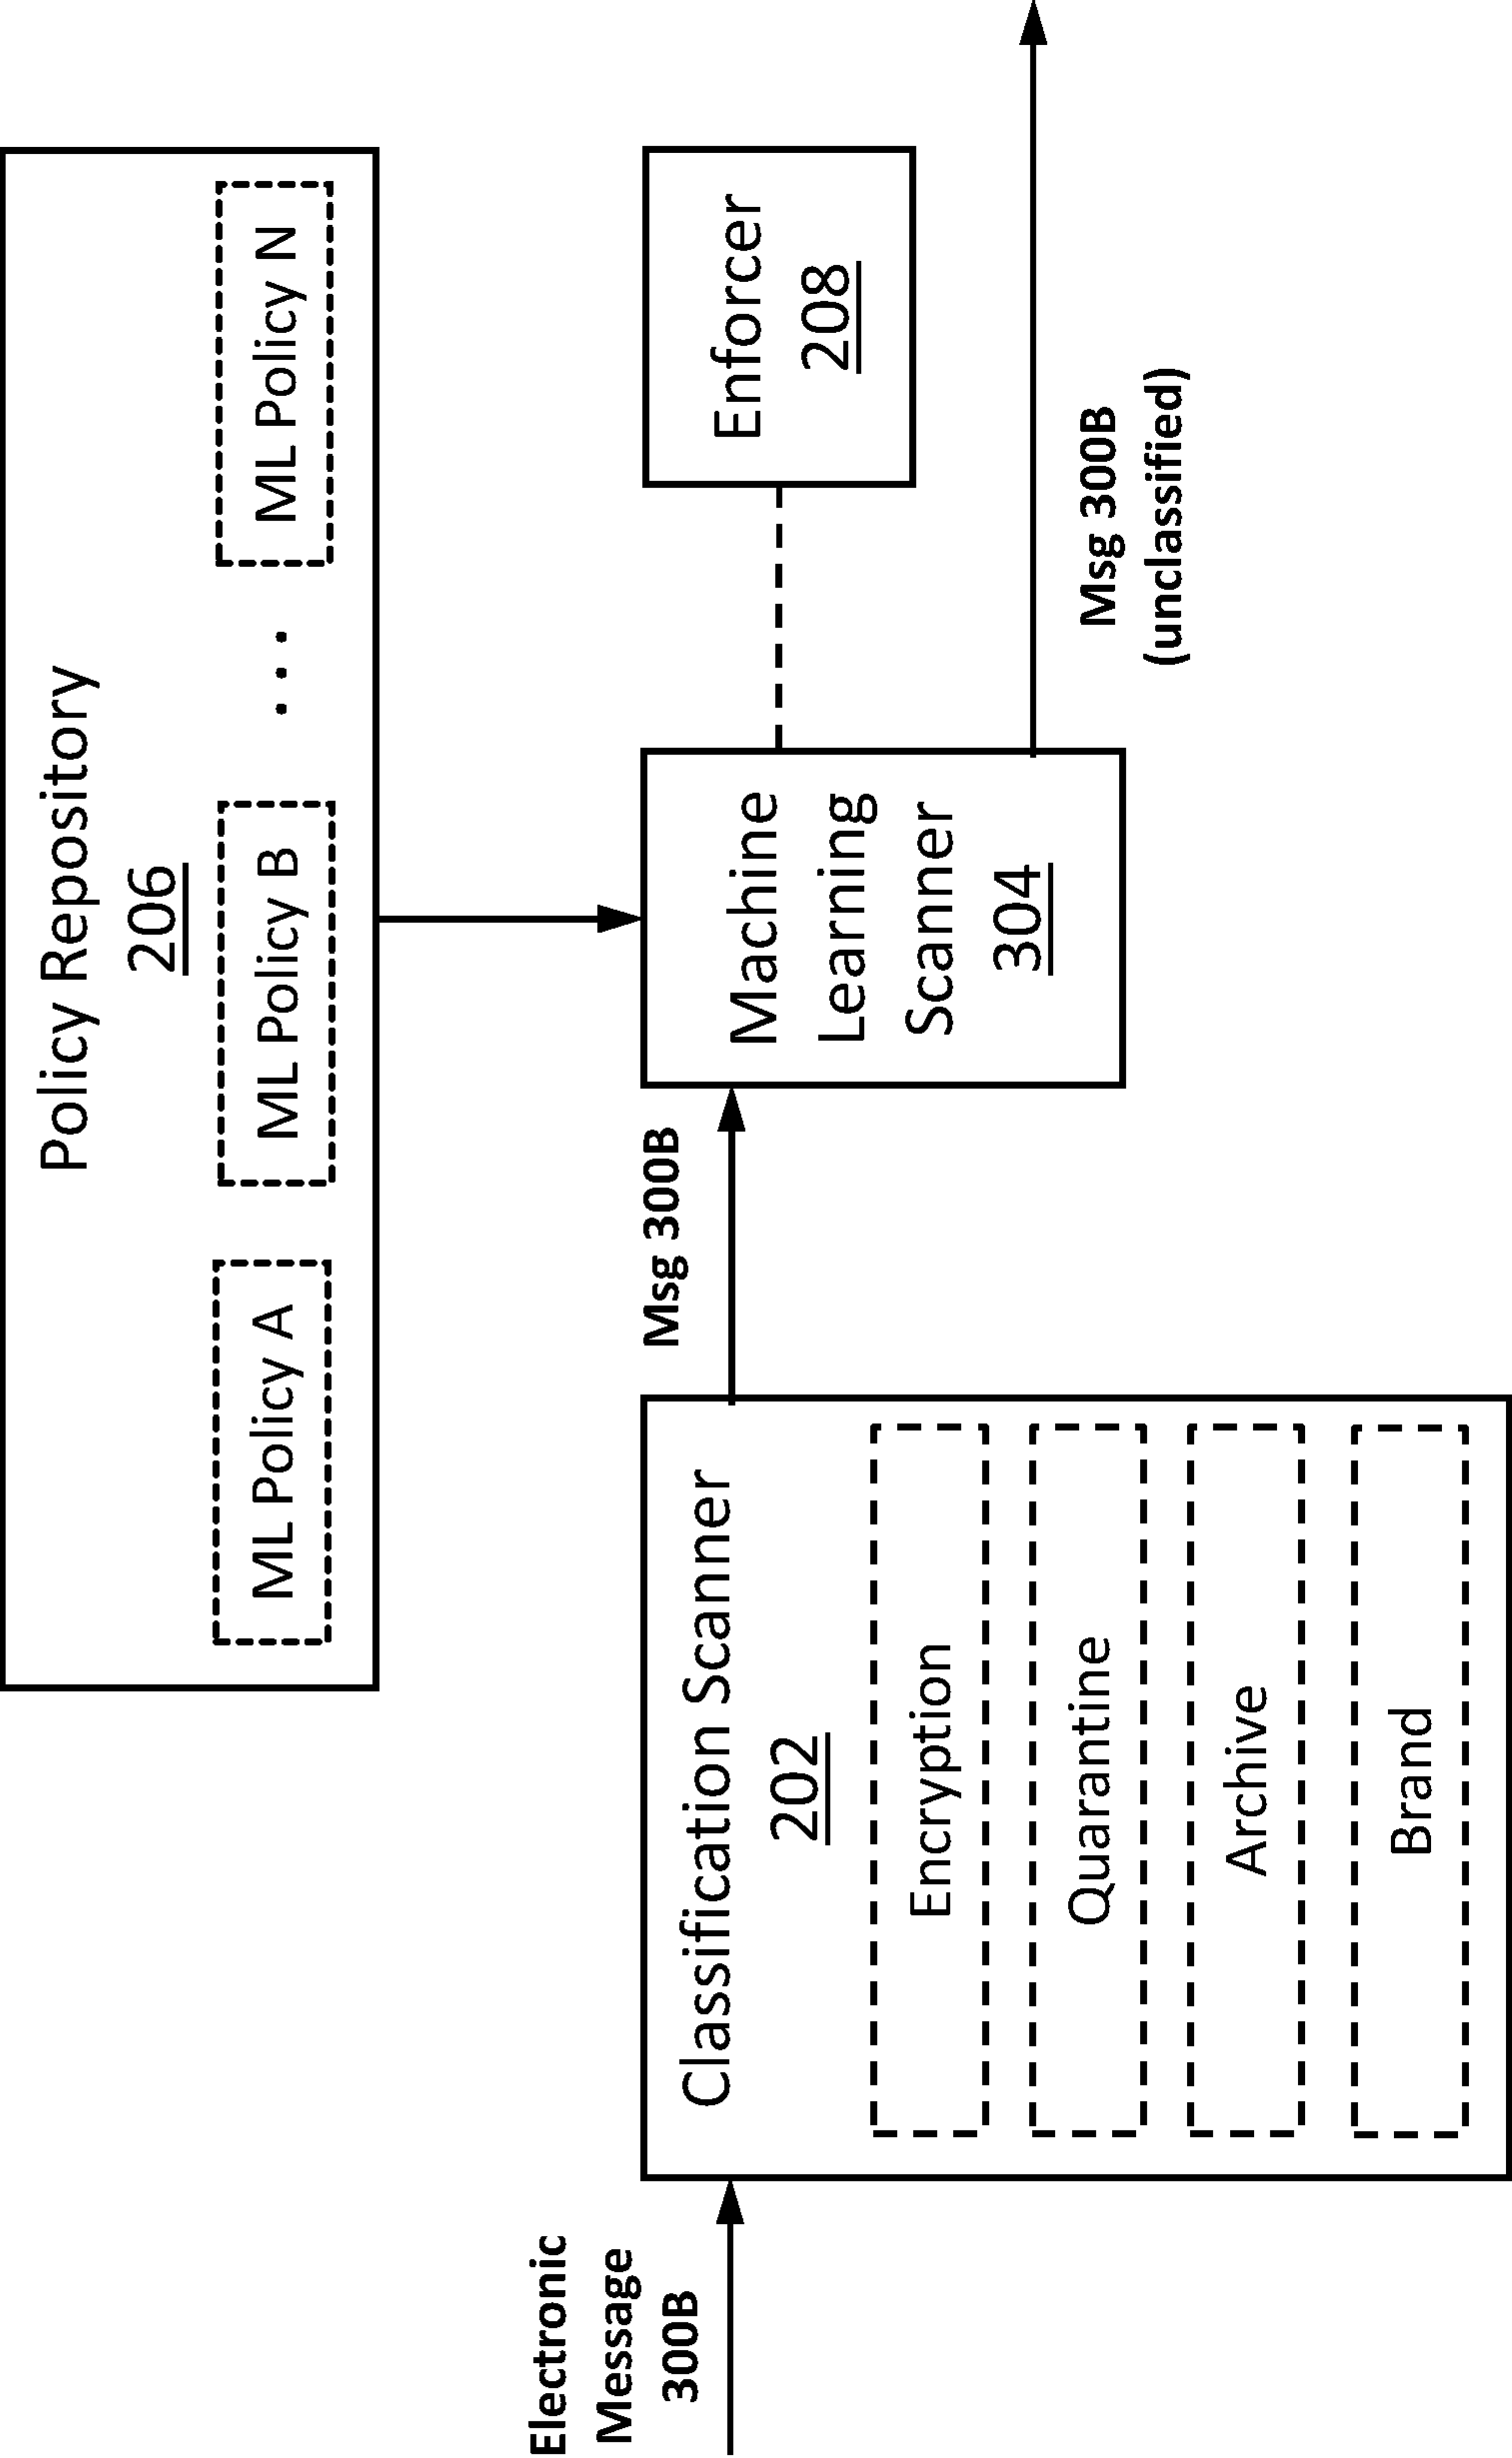 Policy Repository
206
ML Policy A
ML Policy B
...
ML Policy N
Electronic
Message
300B
Classification Scanner
202
Encryption
Quarantine
Archive
Brand
Msg 300B
Machine
Learning
Scanner
304
Enforcer
208
Msg 300B
(unclassified)